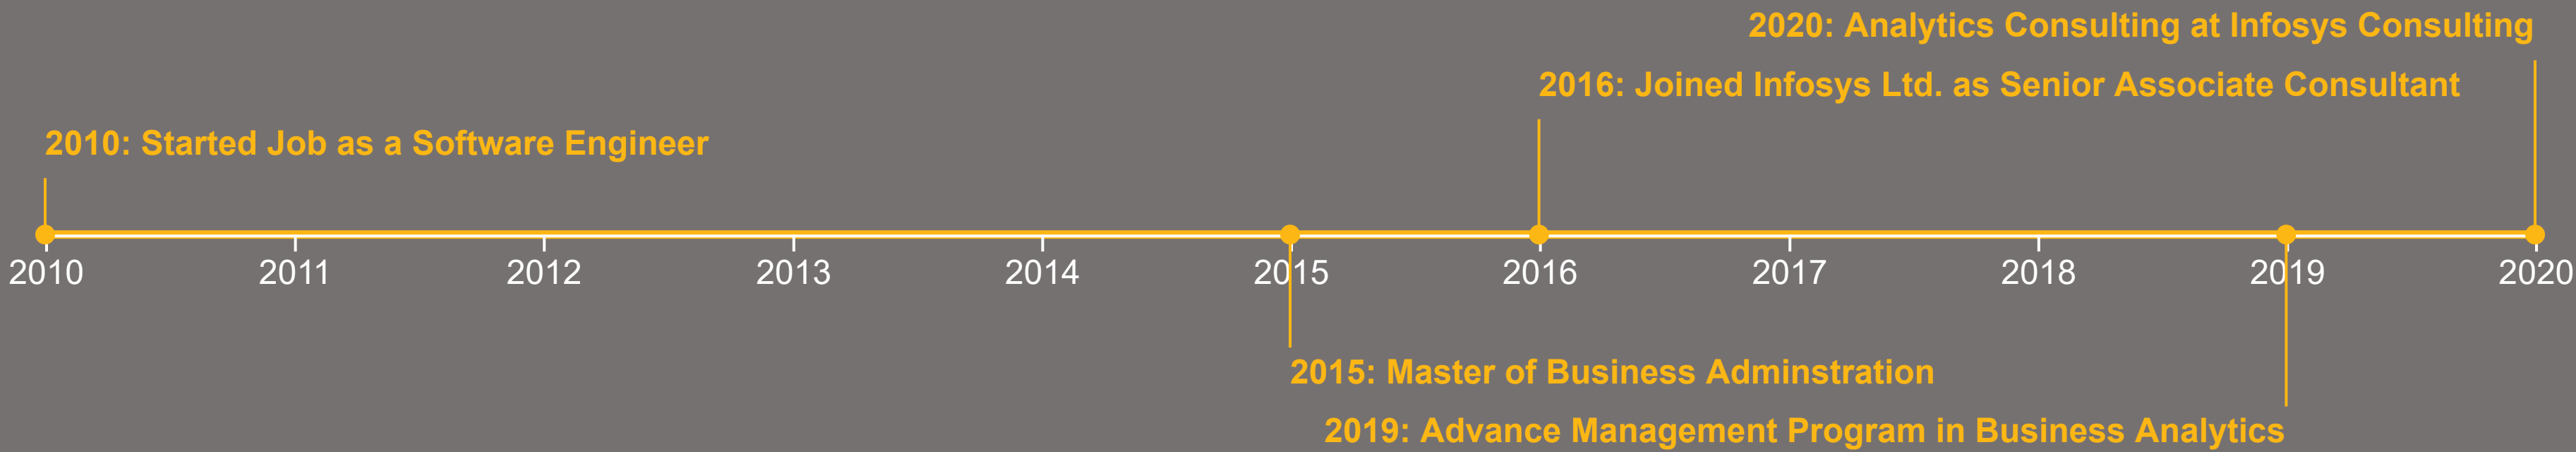 2020: Analytics Consulting at Infosys Consulting
2016: Joined Infosys Ltd. as Senior Associate Consultant
2010: Started Job as a Software Engineer
2010 2011 2012 2013 2014 2015 2016 2017 2018 2019 2020
2015: Master of Business Adminstration
2019: Advance Management Program in Business Analytics